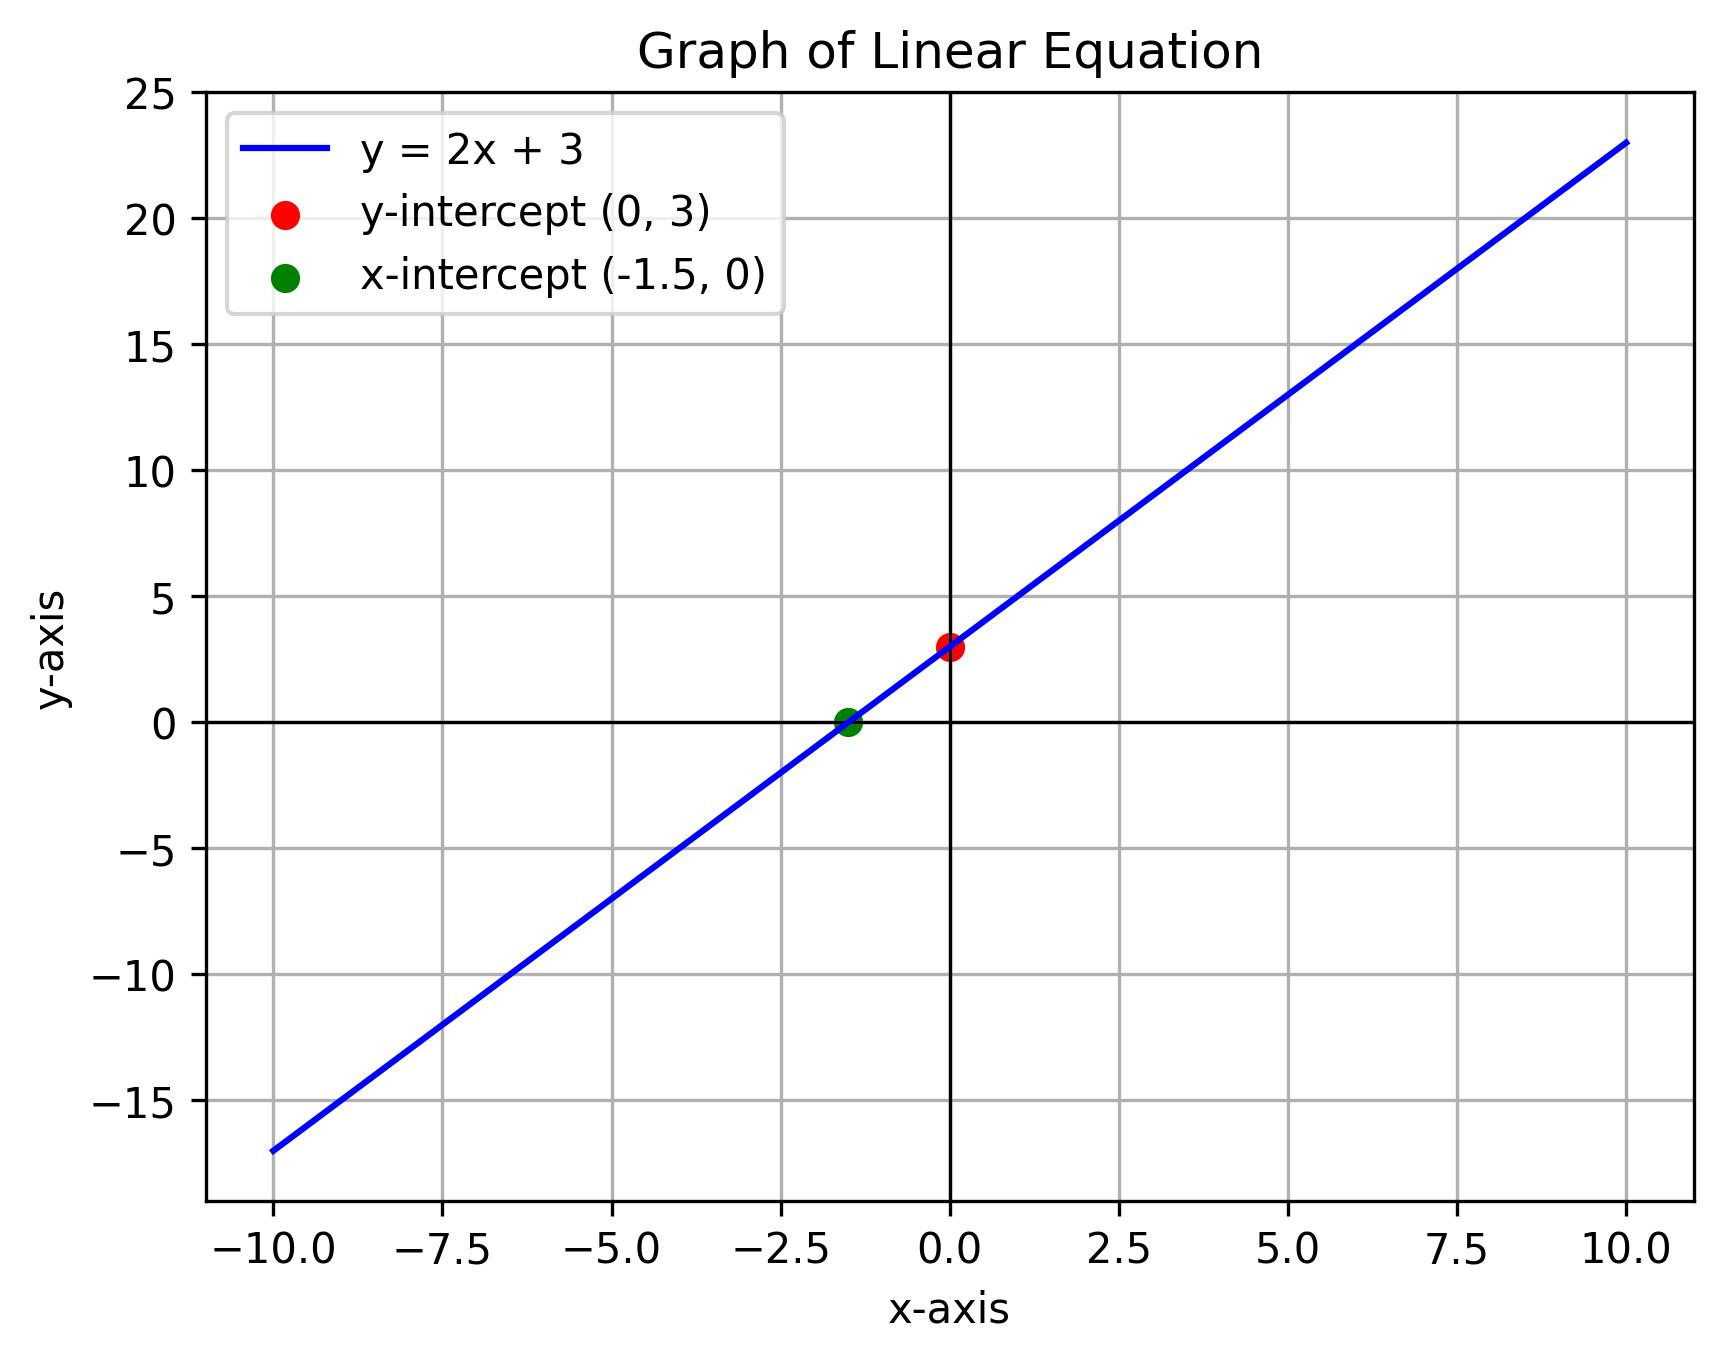 Graph of Linear Equation
y = 2x + 3
y-intercept (0, 3)
x-intercept (-1.5, 0)
25
20
15
10
5
0
−5
−10
−15
y-axis
−10.0 −7.5 −5.0 −2.5 0.0 2.5 5.0 7.5 10.0
x-axis